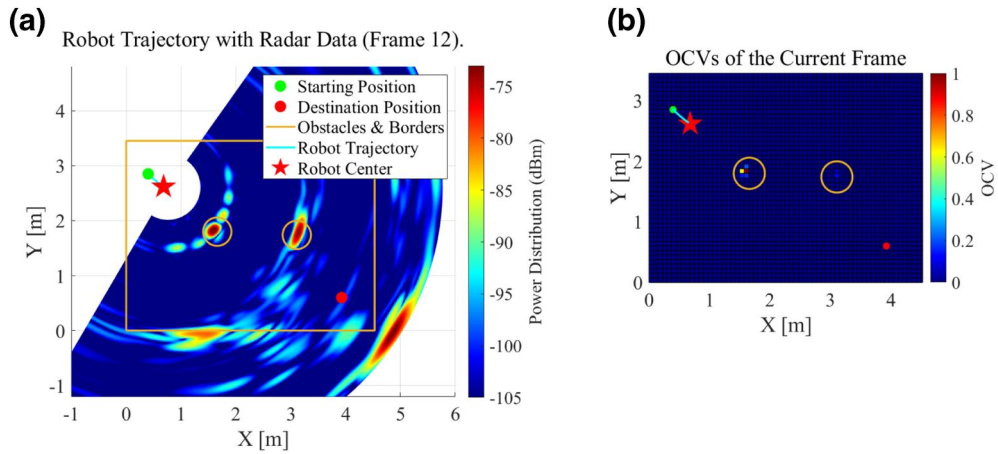 (a)
Robot Trajectory with Radar Data (Frame 12).
Starting Position
Destination Position
Obstacles & Borders
Robot Trajectory
Robot Center
4
3
2
1
0
-1
Y [m]
-1 0 1 2 3 4 5 6
X [m]
-75
-80
-85
-90
-95
-100
-105
Power Distribution (dBm)
(b)
OCVs of the Current Frame
3
2
1
0
Y [m]
0 1 2 3 4
X [m]
1
0.8
0.6
0.4
0.2
0
OCV